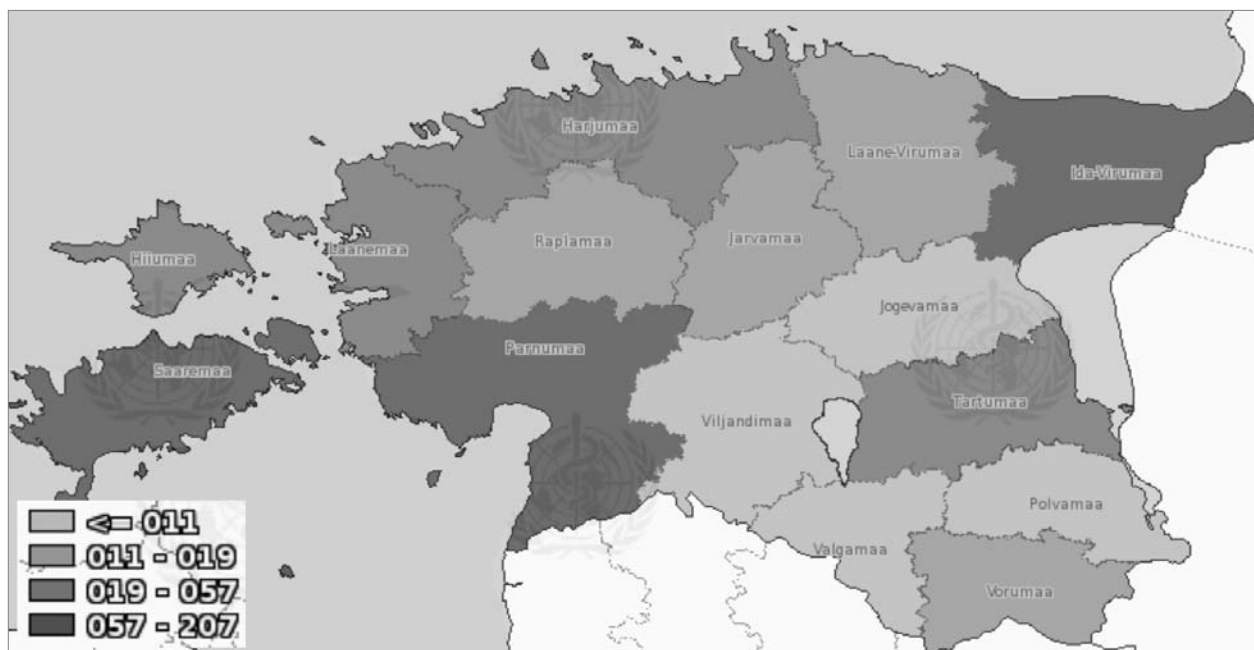 Harjumaa
Laane-Virumaa
Ida-Virumaa
Raplamaa
Jarvamaa
Laanemaa
Hiiumaa
Jogevamaa
Parnumaa
Saaremaa
Tartumaa
Viljandimaa
Polvamaa
Valgamaa
Vorumaa
<= 011
011 - 019
019 - 057
057 - 207